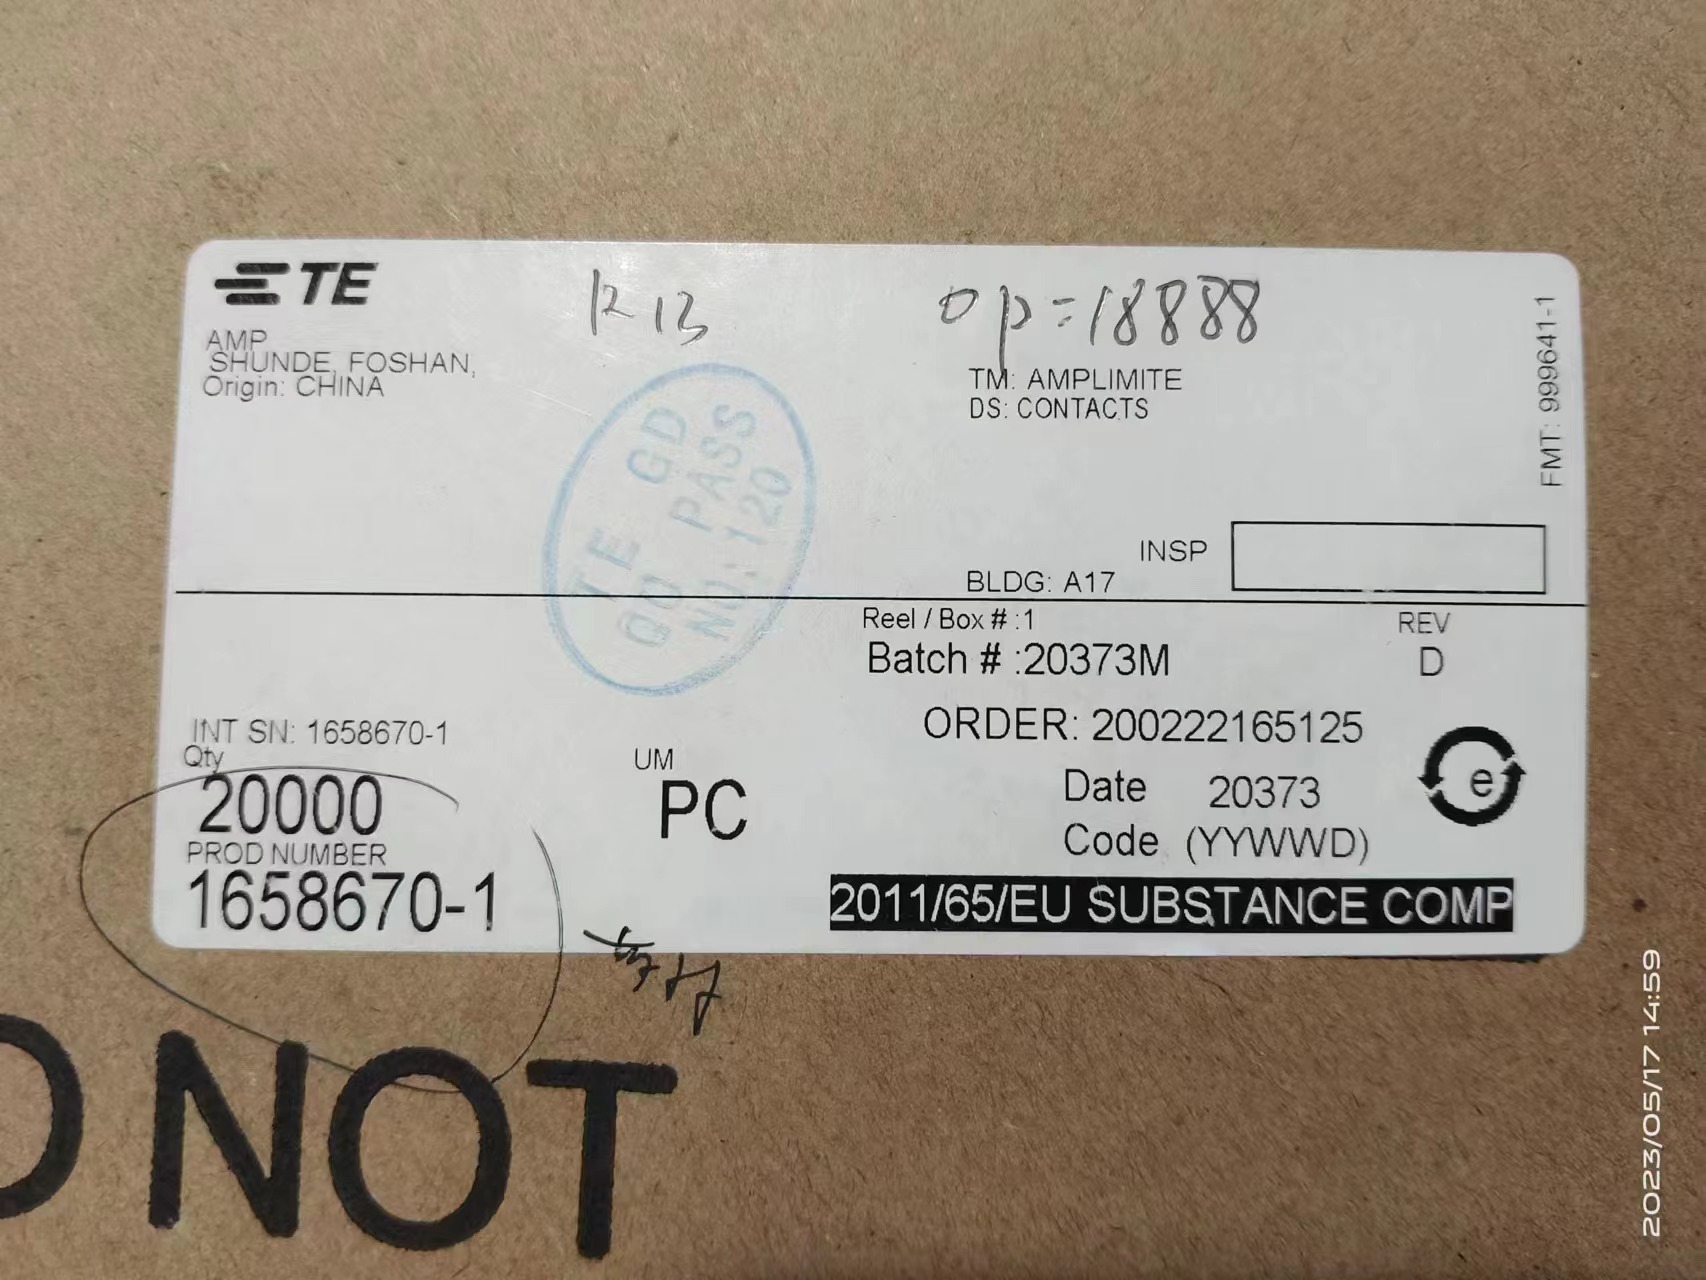 TE
R13
op=18888
AMP
SHUNDE, FOSHAN,
Origin: CHINA
TM: AMPLIMITE
DS: CONTACTS
FMT: 999641-1
TE GD
QC PASS
NO: 120
INSP
BLDG: A17
Reel / Box # :1
REV
Batch # :20373M
D
INT SN: 1658670-1
ORDER: 200222165125
Qty
20000
UM
PC
Date 20373
Code (YYWWD)
e
PROD NUMBER
1658670-1
2011/65/EU SUBSTANCE COMP
NOT
2023/05/17 14:59